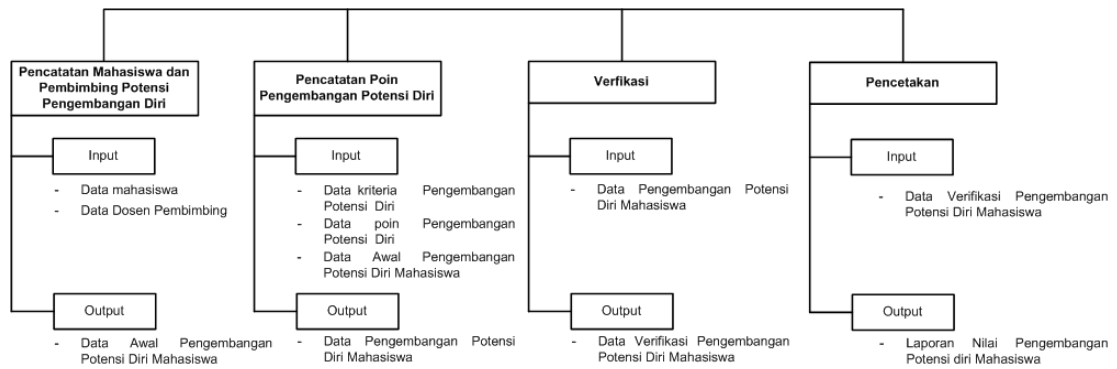 Pencatatan Mahasiswa dan
Pembimbing Potensi
Pengembangan Diri
Input
- Data mahasiswa
- Data Dosen Pembimbing
Output
- Data Awal Pengembangan
Potensi Diri Mahasiswa
Pencatatan Poin
Pengembangan Potensi Diri
Input
- Data kriteria Pengembangan
Potensi Diri
- Data poin Pengembangan
Potensi Diri
- Data Awal Pengembangan
Potensi Diri Mahasiswa
Output
- Data Pengembangan Potensi
Diri Mahasiswa
Verfikasi
Input
- Data Pengembangan Potensi
Diri Mahasiswa
Output
- Data Verifikasi Pengembangan
Potensi Diri Mahasiswa
Pencetakan
Input
- Data Verifikasi Pengembangan
Potensi Diri Mahasiswa
Output
- Laporan Nilai Pengembangan
Potensi diri Mahasiswa